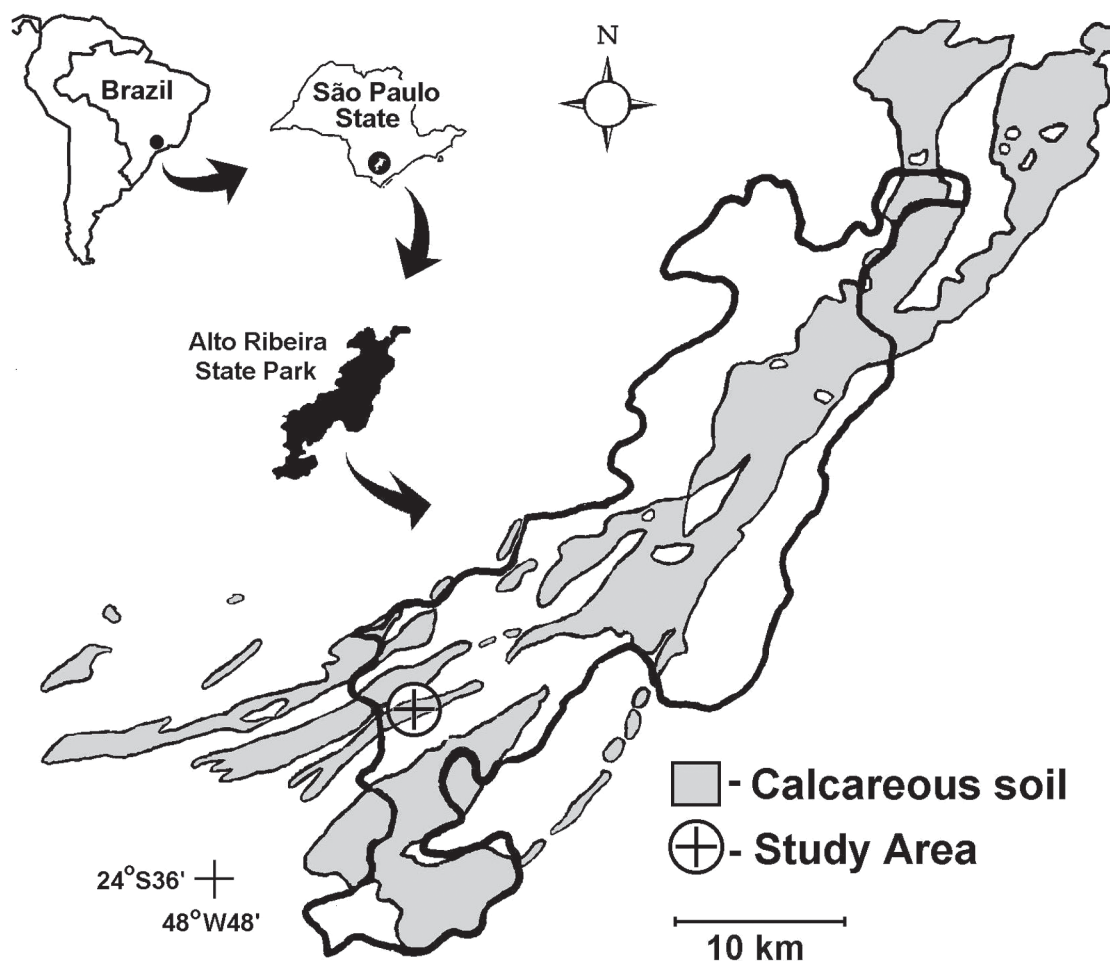 Brazil
São Paulo
State
N
Alto Ribeira
State Park
- Calcareous soil
- Study Area
24°S36'
48°W48'
10 km